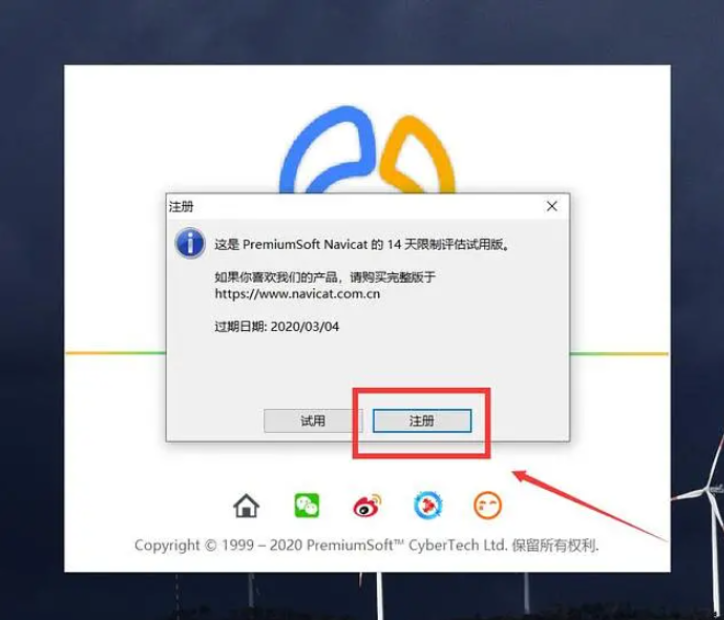 注册
这是 PremiumSoft Navicat 的 14 天限制评估试用版。
如果你喜欢我们的产品，请购买完整版于
https://www.navicat.com.cn
过期日期: 2020/03/04
试用
注册
Copyright © 1999 – 2020 PremiumSoft™ CyberTech Ltd. 保留所有权利.